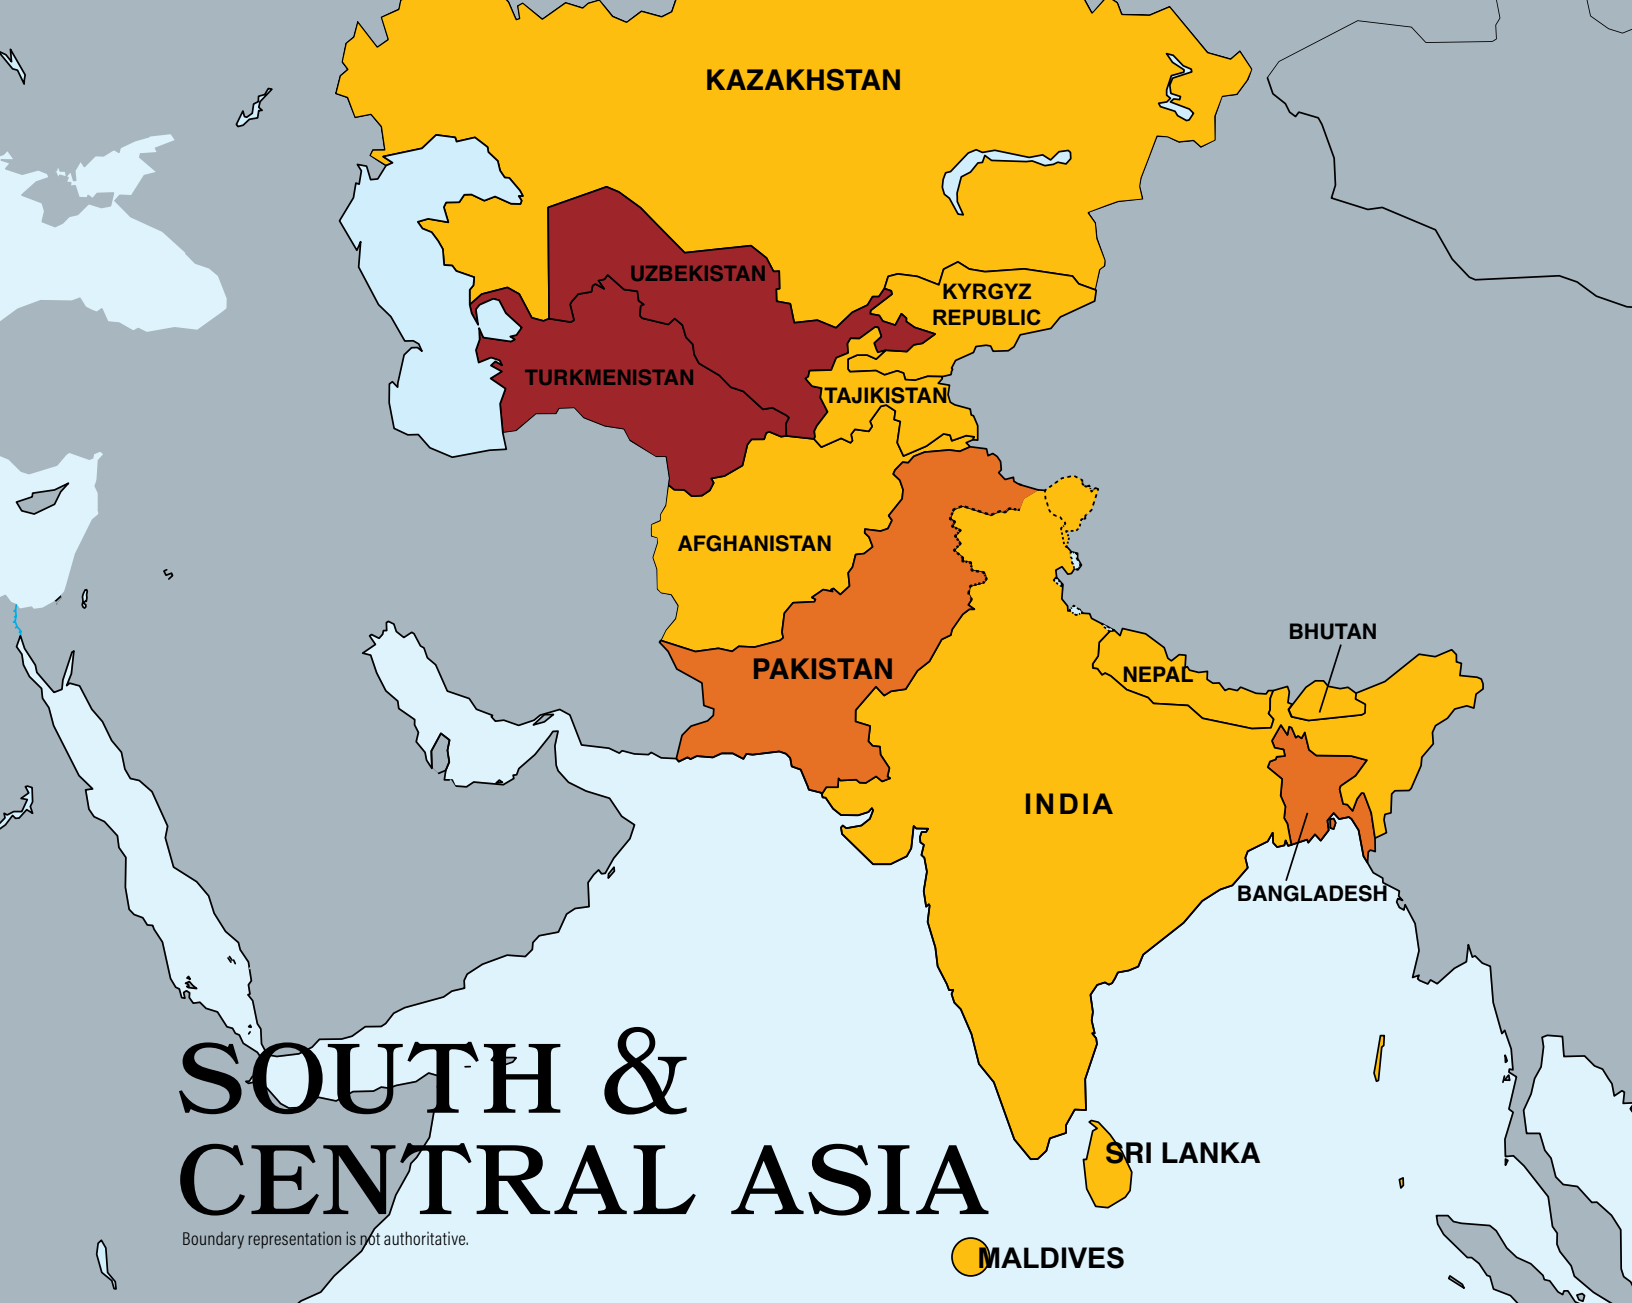 KAZAKHSTAN
UZBEKISTAN
KYRGYZ
REPUBLIC
TURKMENISTAN
TAJIKISTAN
AFGHANISTAN
PAKISTAN
BHUTAN
NEPAL
INDIA
BANGLADESH
SOUTH &
CENTRAL ASIA
SRI LANKA
Boundary representation is not authoritative.
MALDIVES